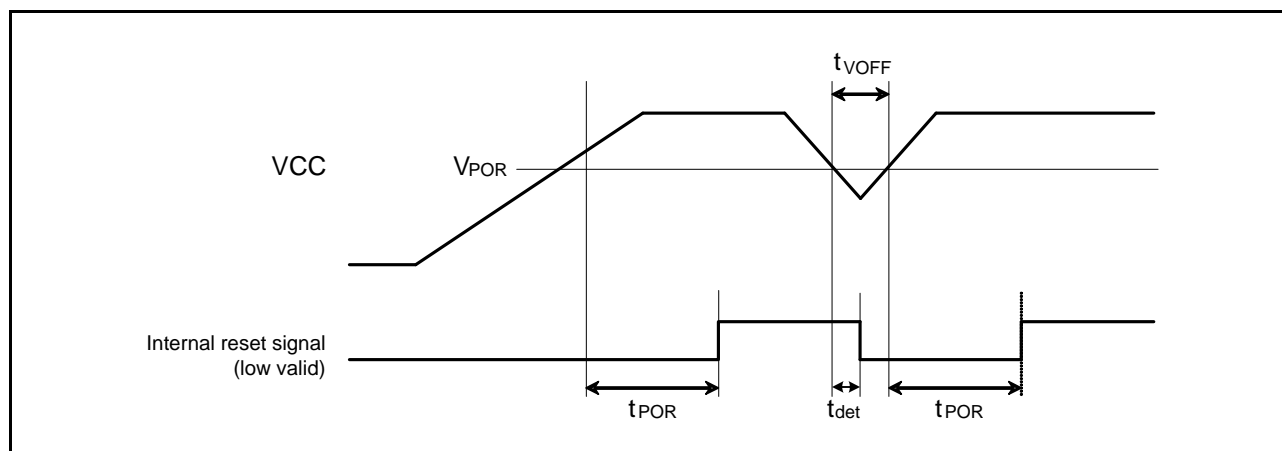 tVOFF
VCC
VPOR
Internal reset signal
(low valid)
tPOR
tdet
tPOR